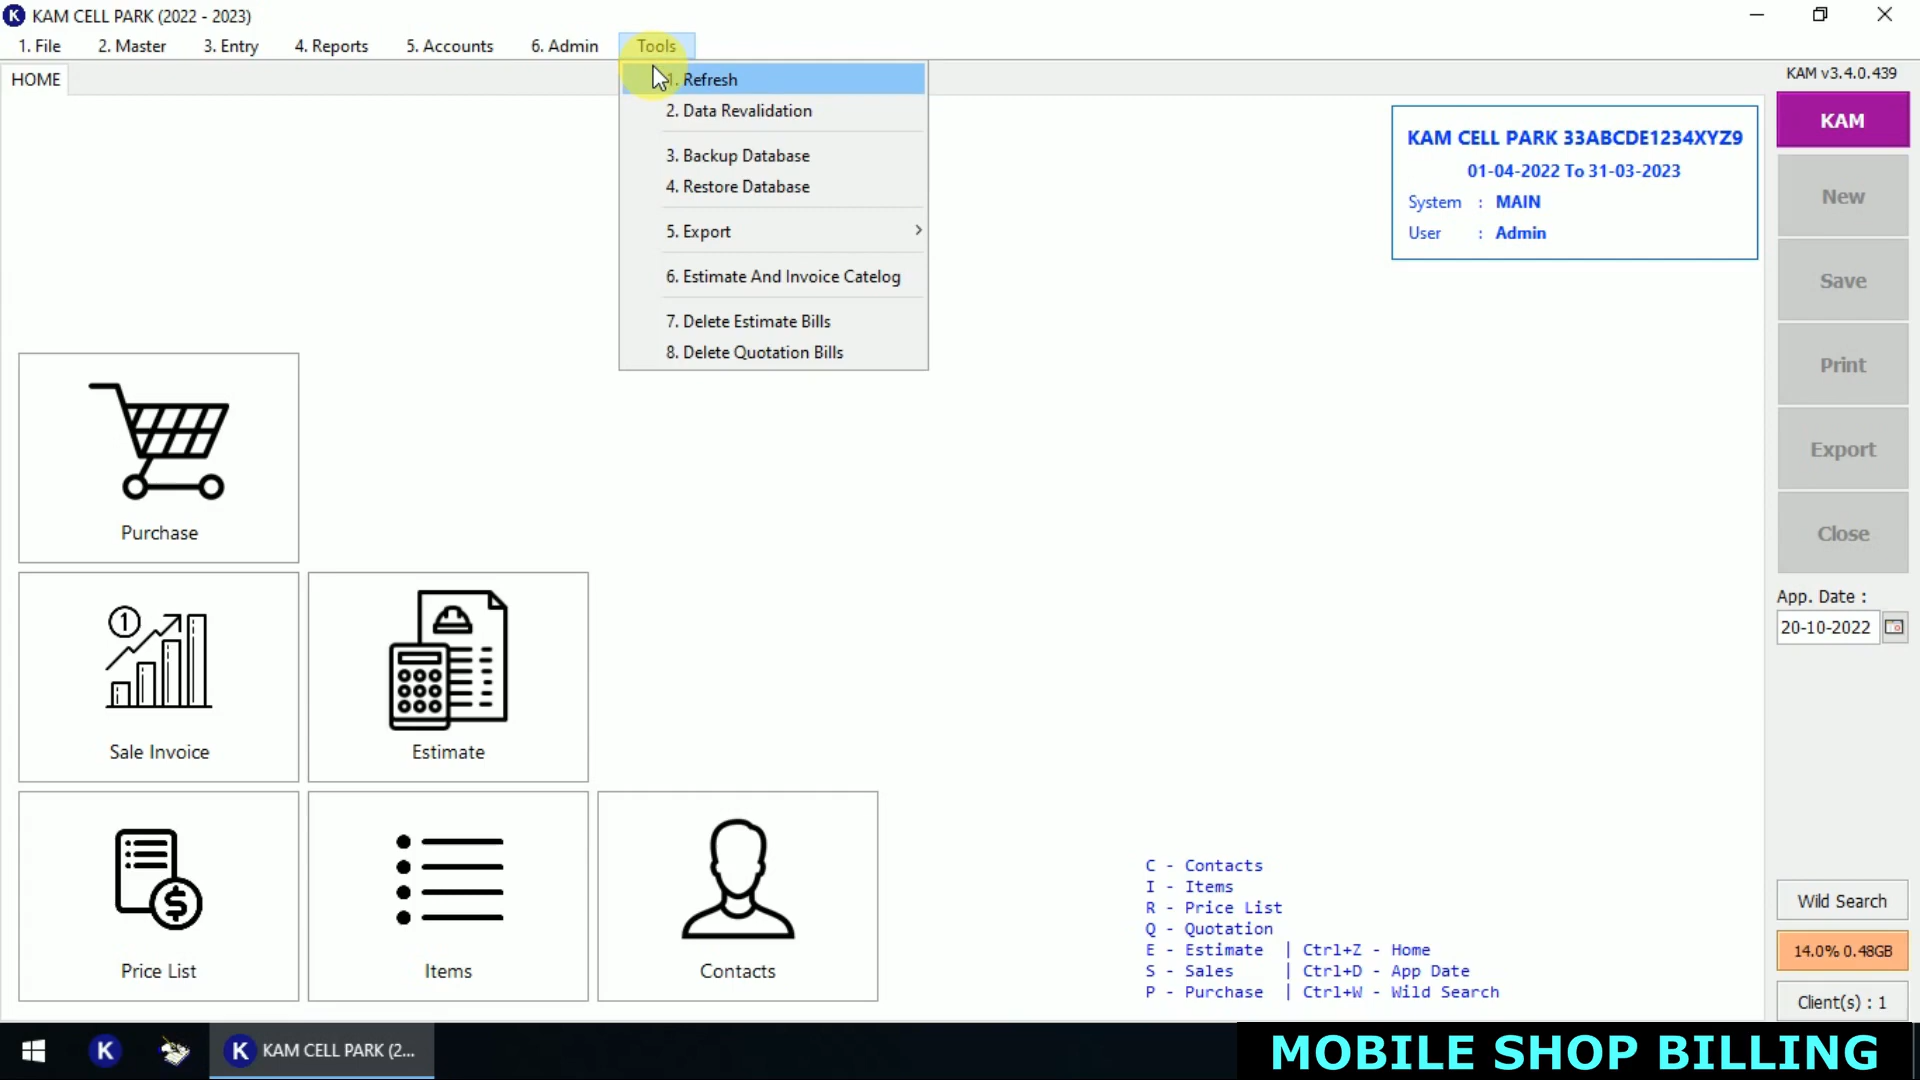 KAM CELL PARK (2022 - 2023)
1. File 2. Master 3. Entry 4. Reports 5. Accounts 6. Admin Tools
HOME
1. Refresh
2. Data Revalidation
3. Backup Database
4. Restore Database
5. Export
6. Estimate And Invoice Catelog
7. Delete Estimate Bills
8. Delete Quotation Bills
KAM CELL PARK 33ABCDE1234XYZ9
01-04-2022 To 31-03-2023
System : MAIN
User : Admin
KAM v3.4.0.439
KAM
New
Save
Print
Export
Close
App. Date :
20-10-2022
Purchase
1
Sale Invoice
Estimate
$
Price List
Items
Contacts
C - Contacts
I - Items
R - Price List
Q - Quotation
E - Estimate | Ctrl+Z - Home
S - Sales | Ctrl+D - App Date
P - Purchase | Ctrl+W - Wild Search
Wild Search
14.0% 0.48GB
Client(s) : 1
K
K KAM CELL PARK (2...
MOBILE SHOP BILLING